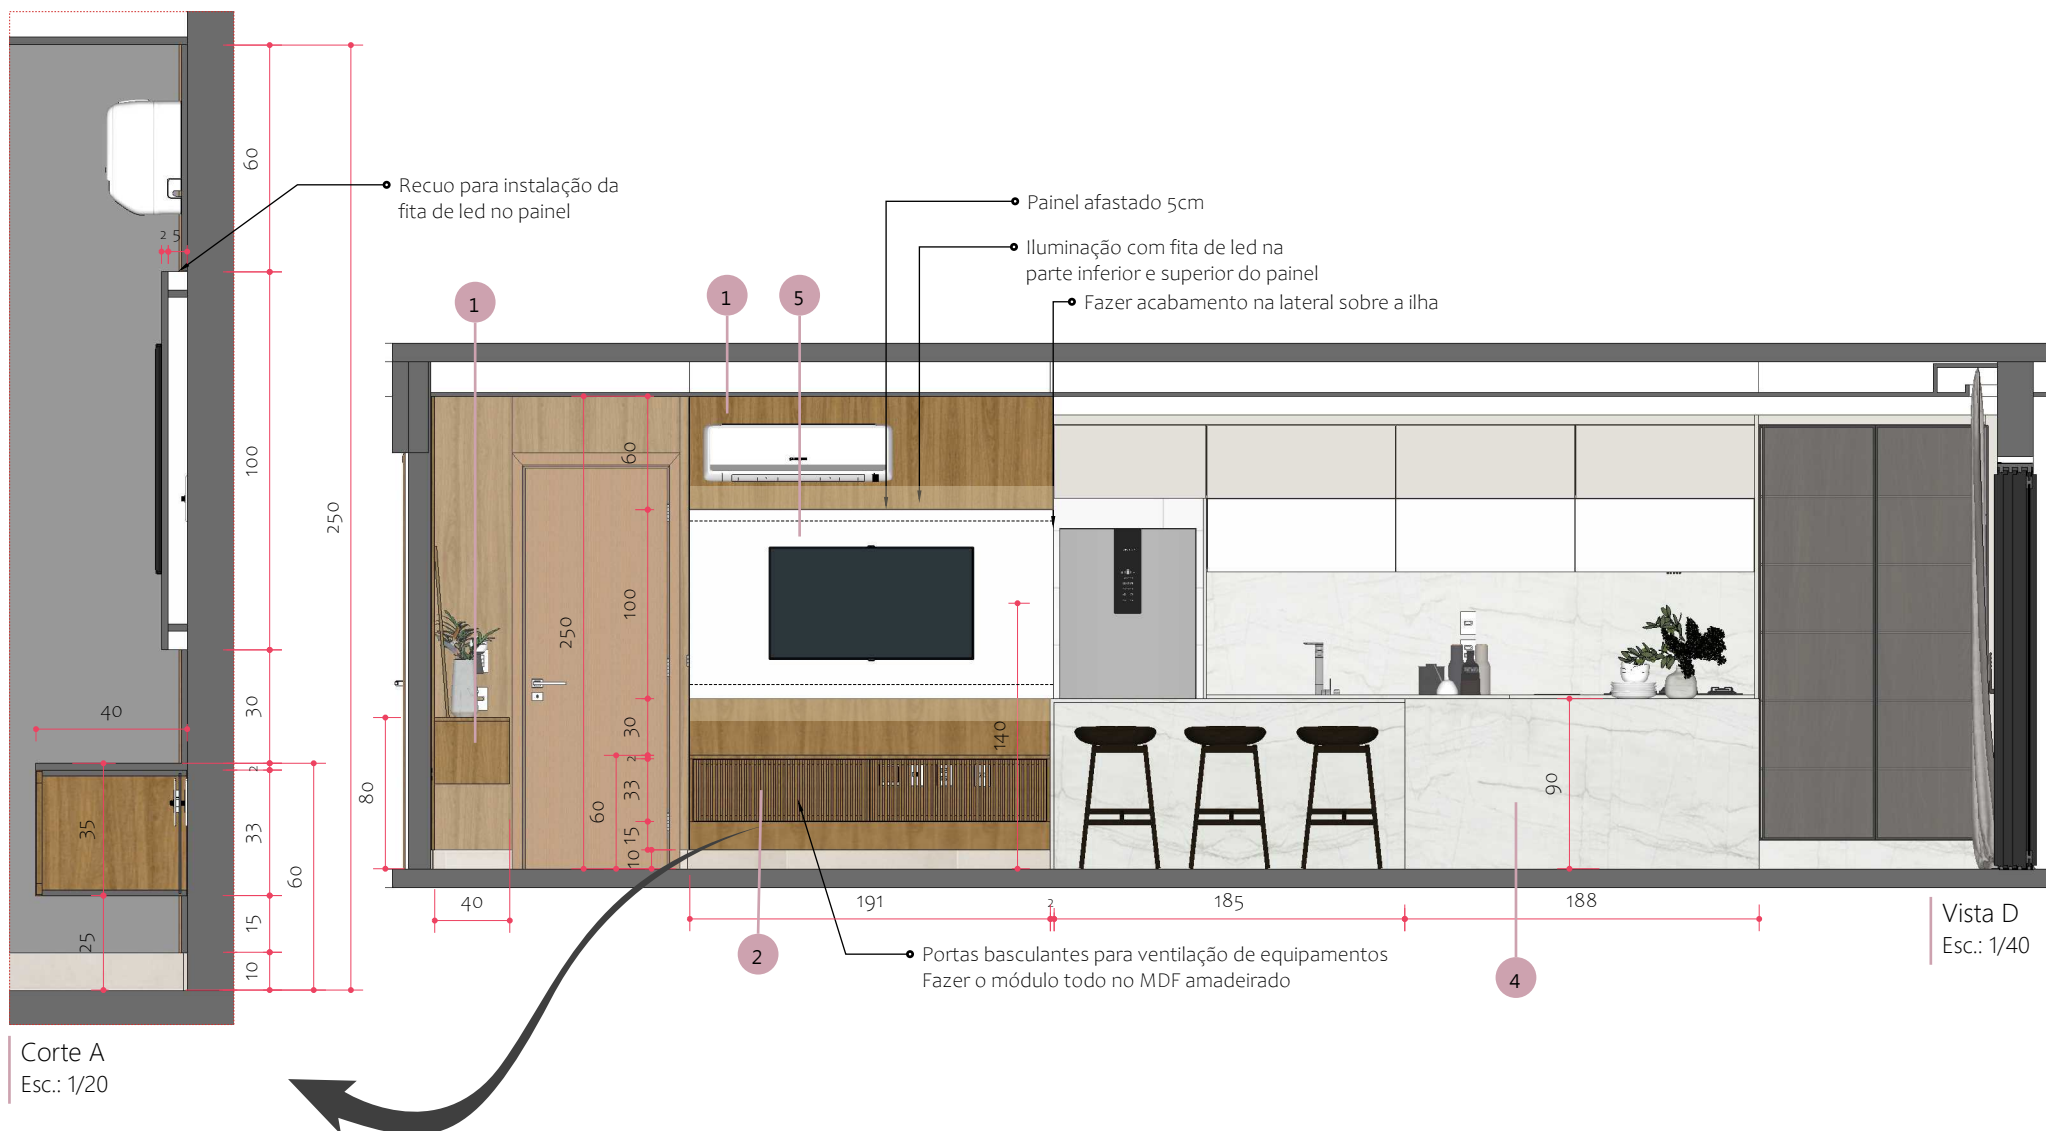 60
250
Recuo para instalação da
fita de led no painel
2 5
100
30
40
2
35
33
60
25
15
10
Corte A
Esc.: 1/20
Painel afastado 5cm
Iluminação com fita de led na
parte inferior e superior do painel
Fazer acabamento na lateral sobre a ilha
1
1
5
60
100
250
30
140
2
80
33
60
15
10
90
40
191
2
185
188
2
4
Portas basculantes para ventilação de equipamentos
Fazer o módulo todo no MDF amadeirado
Vista D
Esc.: 1/40